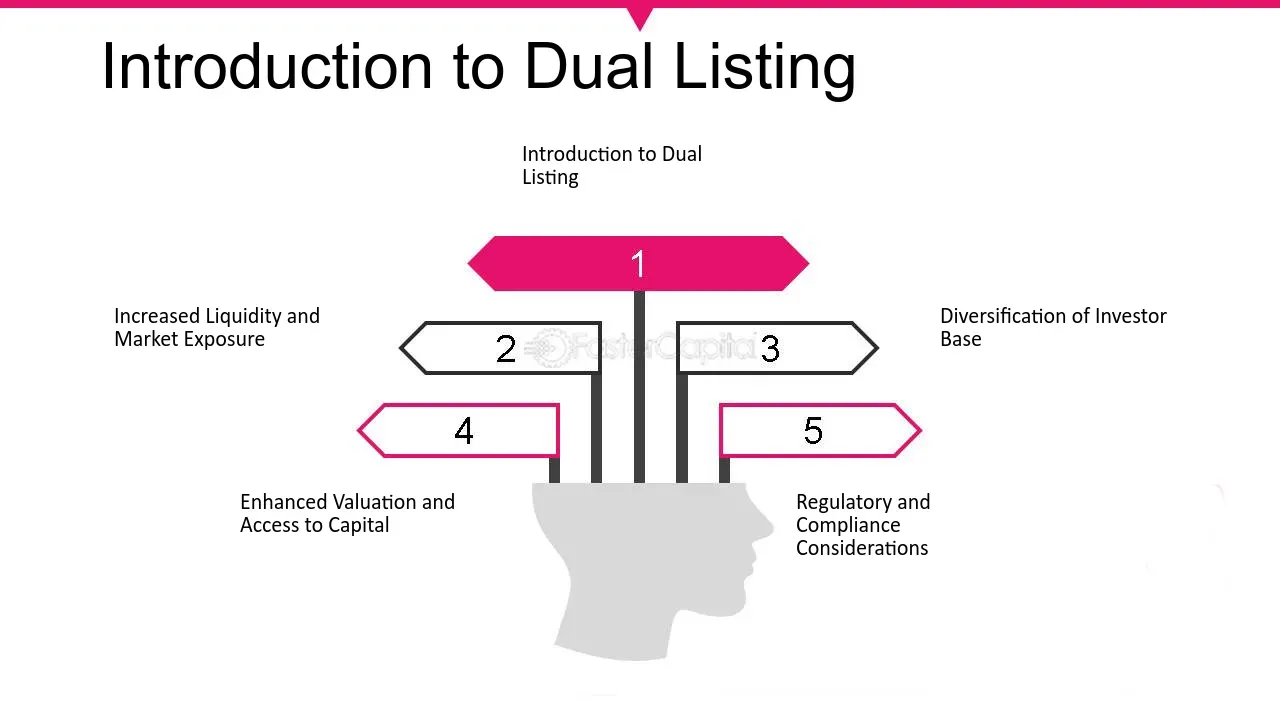 Introduction to Dual Listing
Introduction to Dual
Listing
1
Increased Liquidity and
Market Exposure
2
FasterCapital
3
Diversification of Investor
Base
4
5
Enhanced Valuation and
Access to Capital
Regulatory and
Compliance
Considerations